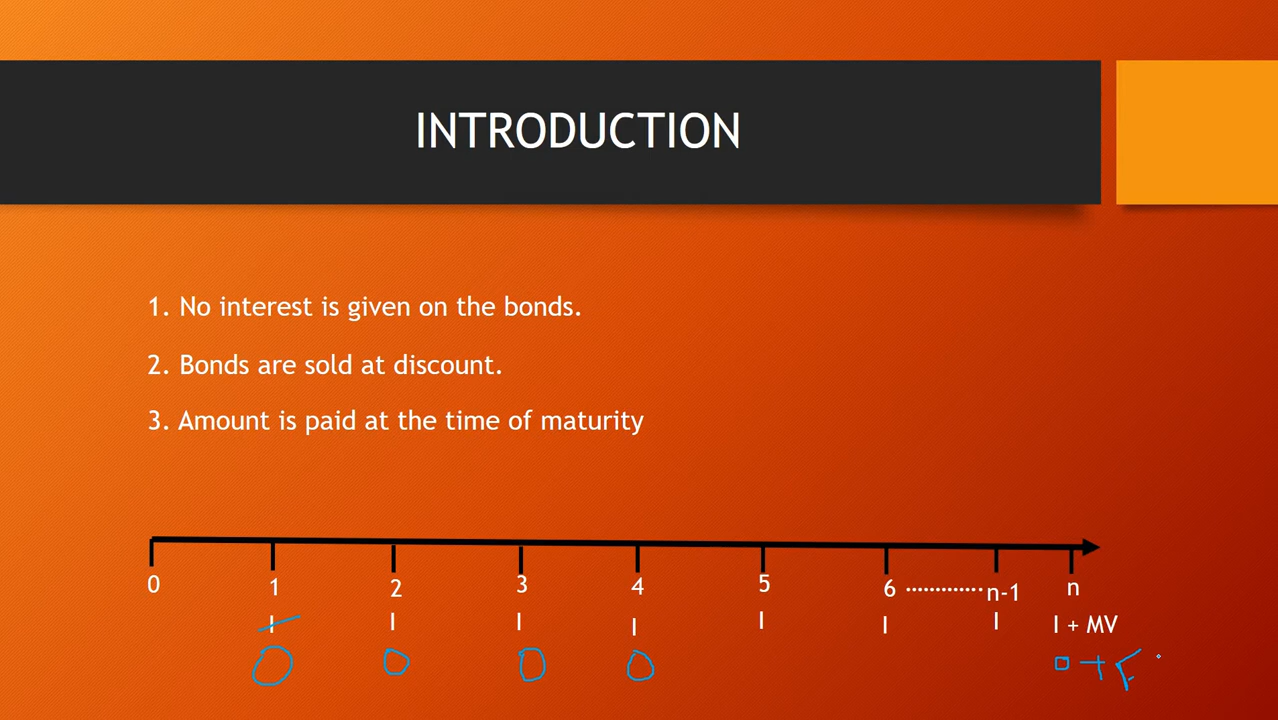 INTRODUCTION
1. No interest is given on the bonds.
2. Bonds are sold at discount.
3. Amount is paid at the time of maturity
0 1 2 3 4 5 6 .............n-1 n
I I I I I I I I + MV
0 0 0 0 0 +